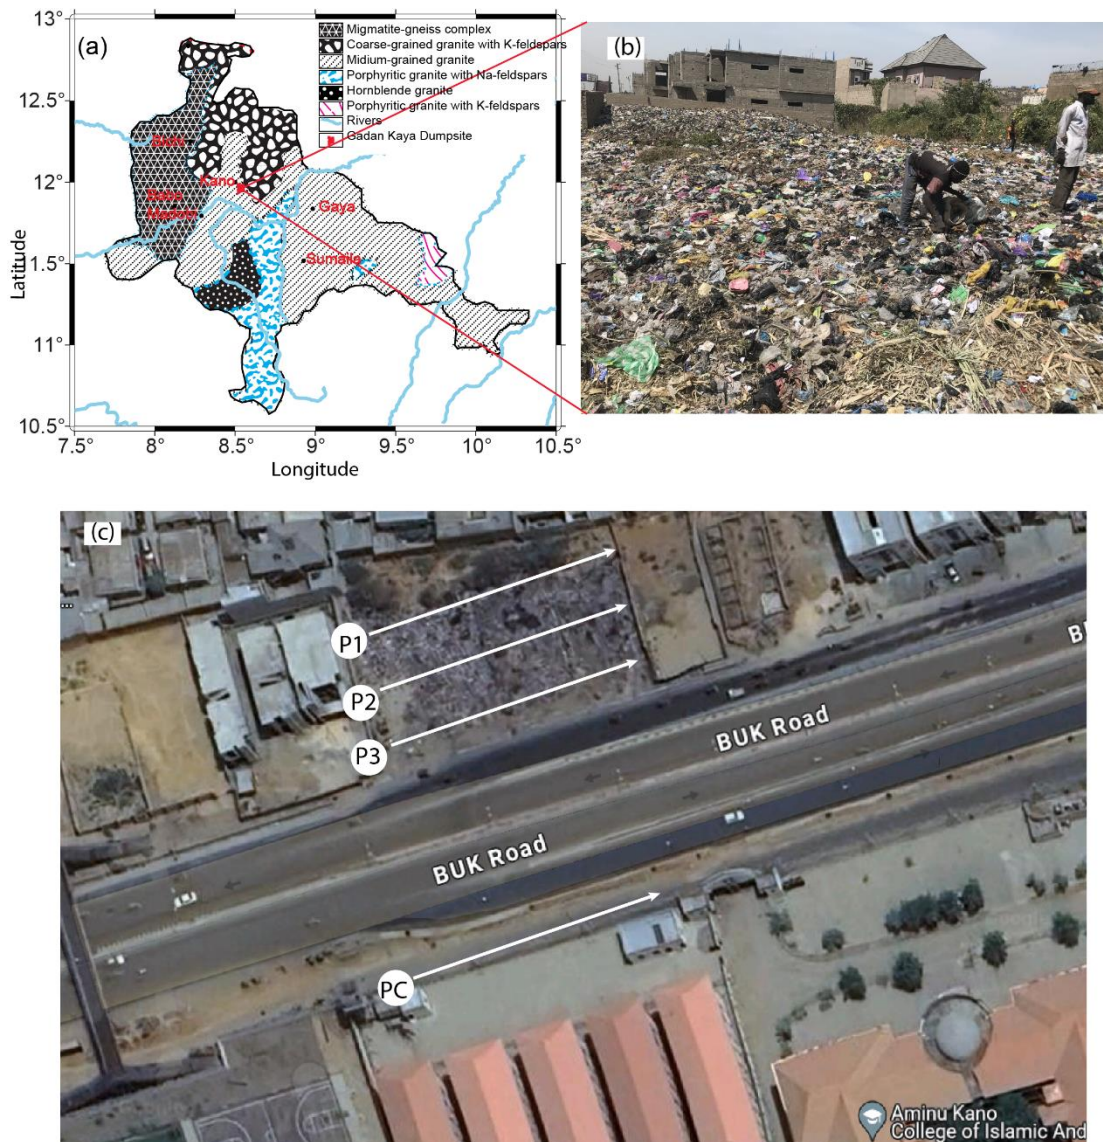 (a)
13°
12.5°
12°
11.5°
11°
10.5°
7.5° 8° 8.5° 9° 9.5° 10° 10.5°
Latitude
Longitude
Migmatite-gneiss complex
Coarse-grained granite with K-feldspars
Midium-grained granite
Porphyritic granite with Na-feldspars
Hornblende granite
Porphyritic granite with K-feldspars
Rivers
Gadan Kaya Dumpsite
Kano
Gaya
Sumaila
(b)
(c)
P1
P2
P3
BUK Road
BUK Road
PC
Aminu Kano
College of Islamic And